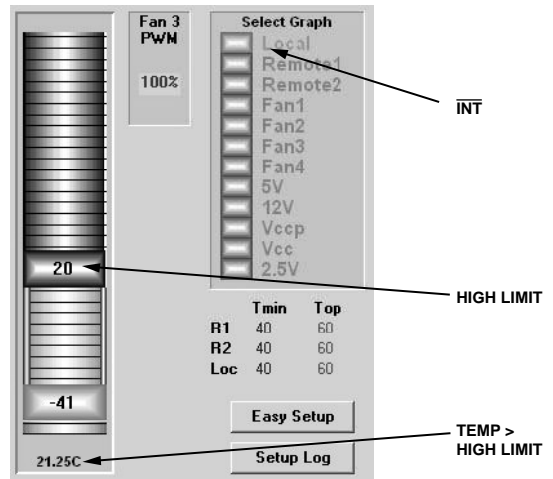 Fan 3
PWM
100%
Select Graph
Local
Remote1
Remote2
Fan1
Fan2
Fan3
Fan4
5V
12V
Vccp
Vcc
2.5V
INT
20
HIGH LIMIT
Tmin Top
R1 40 60
R2 40 60
Loc 40 60
-41
Easy Setup
Setup Log
21.25C
TEMP >
HIGH LIMIT